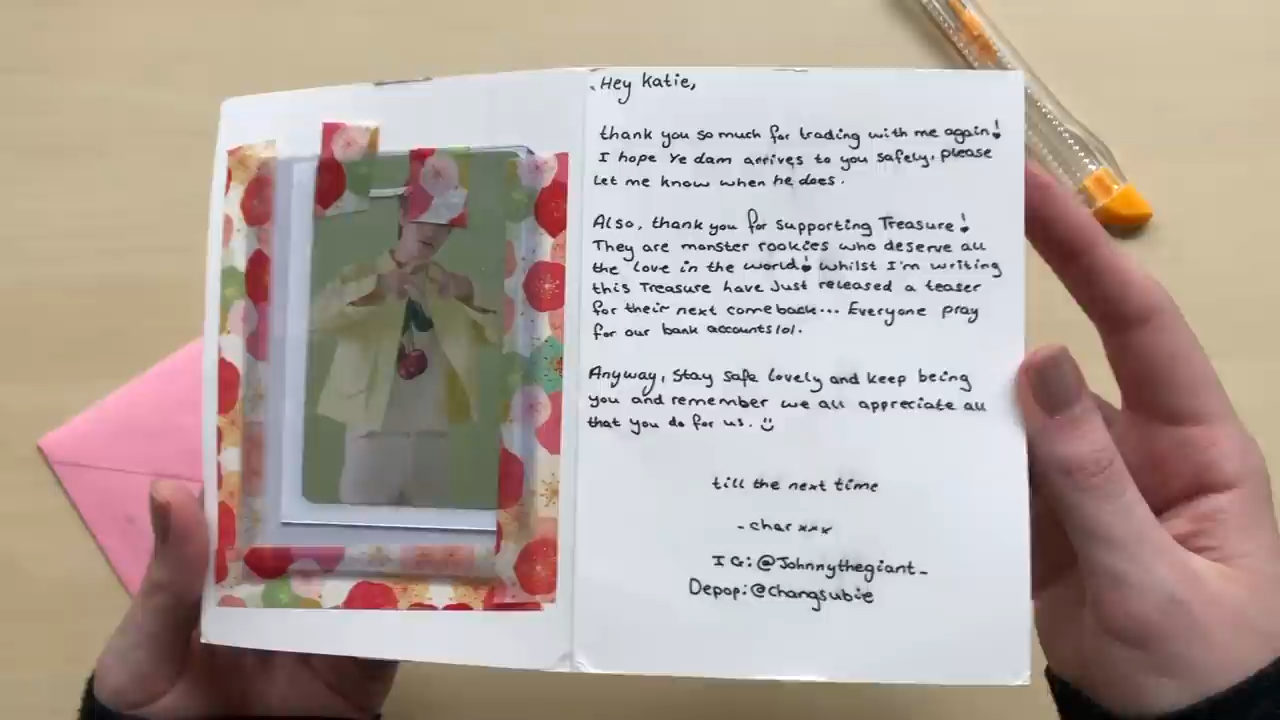 Hey Katie,
thank you so much for trading with me again!
I hope Yedam arrives to you safely, please
let me know when he does.
Also, thank you for supporting Treasure!
They are monster rookies who deserve all
the love in the world! whilst I'm writing
this Treasure have just released a teaser
for their next comeback... Everyone pray
for our bank accounts lol.
Anyway, stay safe lovely and keep being
you and remember we all appreciate all
that you do for us. :)
till the next time
- char xxx
IG: @Johnnythegiant_
Depop: @changsubie